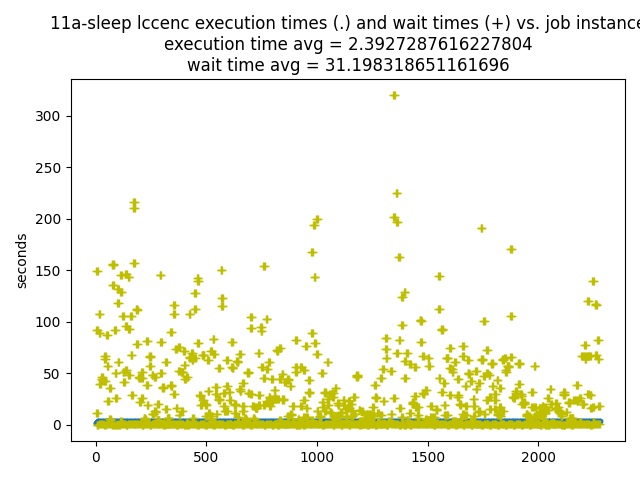 11a-sleep lccenc execution times (.) and wait times (+) vs. job instance
execution time avg = 2.3927287616227804
wait time avg = 31.198318651161696
300
250
200
150
100
50
0
seconds
0 500 1000 1500 2000